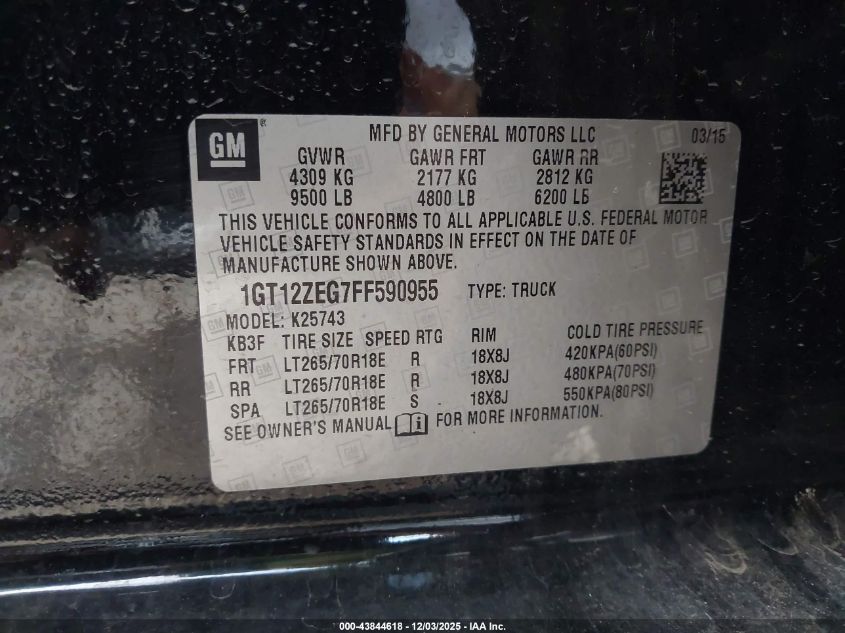 GM
MFD BY GENERAL MOTORS LLC 03/15
GVWR GAWR FRT GAWR RR
4309 KG 2177 KG 2812 KG
9500 LB 4800 LB 6200 LB
THIS VEHICLE CONFORMS TO ALL APPLICABLE U.S. FEDERAL MOTOR
VEHICLE SAFETY STANDARDS IN EFFECT ON THE DATE OF
MANUFACTURE SHOWN ABOVE.
1GT12ZEG7FF590955 TYPE: TRUCK
MODEL: K25743
KB3F TIRE SIZE SPEED RTG RIM COLD TIRE PRESSURE
FRT LT265/70R18E R 18X8J 420KPA(60PSI)
RR LT265/70R18E R 18X8J 480KPA(70PSI)
SPA LT265/70R18E S 18X8J 550KPA(80PSI)
SEE OWNER'S MANUAL i FOR MORE INFORMATION.
000-43844618 - 12/03/2025 - IAA Inc.